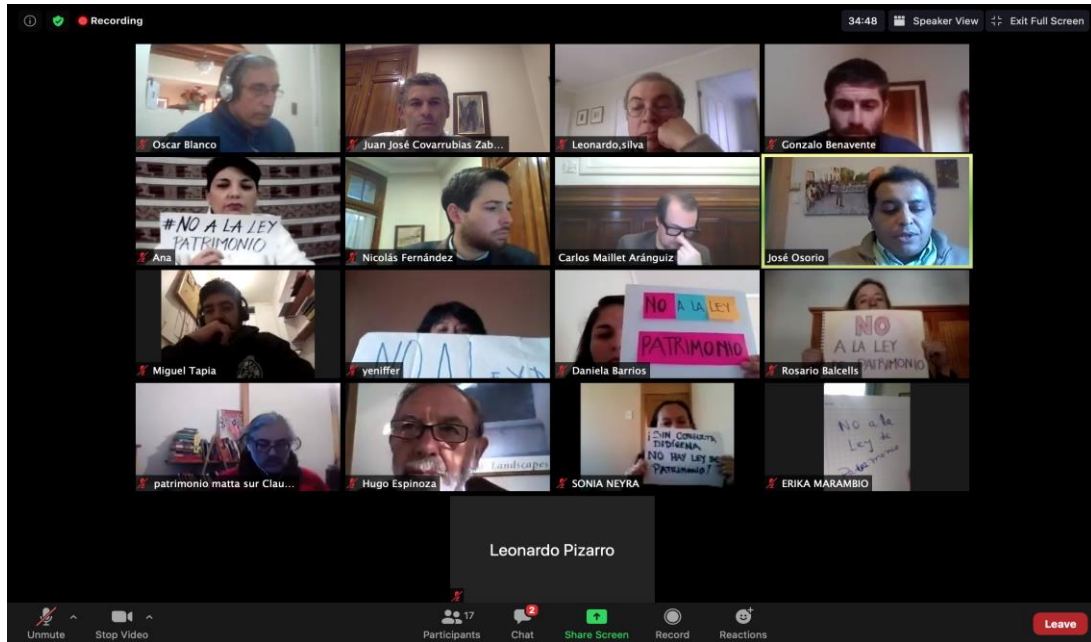 Recording
34:48
Speaker View
Exit Full Screen
Oscar Blanco
Juan José Covarrubias Zab...
Leonardo,silva
Gonzalo Benavente
#NO A LA LEY
PATRIMONIO
Ana
Nicolás Fernández
Carlos Maillet Aránguiz
José Osorio
Miguel Tapia
NO A L
yeniffer
NO A LA LEY
PATRIMONIO
Daniela Barrios
NO
A LA LEY
DE PATRIMONIO
Rosario Balcells
patrimonio matta sur Clau...
Landscapes
Hugo Espinoza
¡SIN CONSULTA
INDÍGENA
NO HAY LEY DE
PATRIMONIO!
SONIA NEYRA
No a la
Ley de
Patrimonio
ERIKA MARAMBIO
Leonardo Pizarro
Unmute
Stop Video
17
Participants
2
Chat
Share Screen
Record
Reactions
Leave